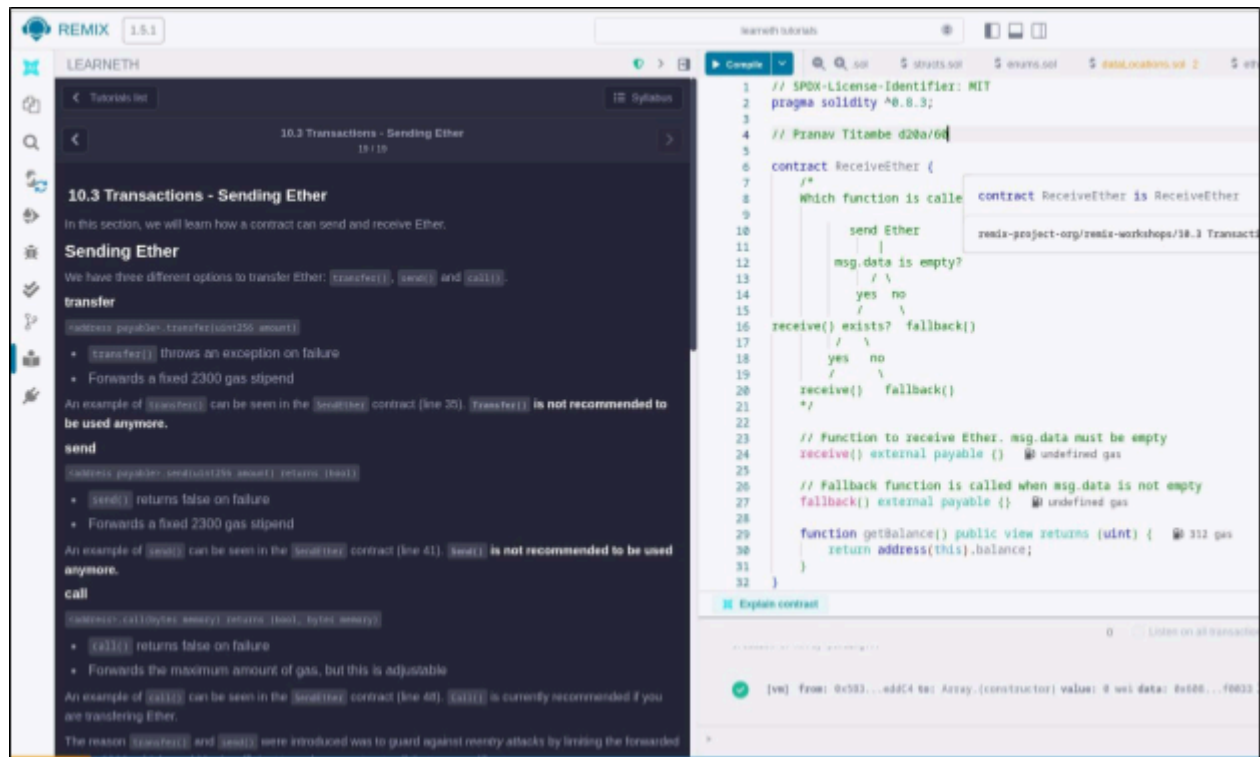 REMIX 1.5.1
learneth tutorials
LEARNETH
Tutorials list
Syllabus
10.3 Transactions - Sending Ether
19 / 19
10.3 Transactions - Sending Ether
In this section, we will learn how a contract can send and receive Ether.
Sending Ether
We have three different options to transfer Ether: transfer(), send() and call().
transfer
<address payable>.transfer(uint256 amount)
• transfer() throws an exception on failure
• Forwards a fixed 2300 gas stipend
An example of transfer() can be seen in the SendEther contract (line 35). Transfer() is not recommended to
be used anymore.
send
<address payable>.send(uint256 amount) returns (bool)
• send() returns false on failure
• Forwards a fixed 2300 gas stipend
An example of send() can be seen in the SendEther contract (line 41). Send() is not recommended to be used
anymore.
call
<address>.call(bytes memory) returns (bool, bytes memory)
• call() returns false on failure
• Forwards the maximum amount of gas, but this is adjustable
An example of call() can be seen in the SendEther contract (line 48). Call() is currently recommended if you
are transfering Ether.
The reason transfer() and send() were introduced was to guard against reentry attacks by limiting the forwarded
Compile
.sol
structs.sol
enums.sol
dataLocations.sol 2
1 // SPDX-License-Identifier: MIT
2 pragma solidity ^0.8.3;
3
4 // Pranav Titambe d20a/60
5
6 contract ReceiveEther {
7 /*
8 Which function is calle
9
10 send Ether
11 |
12 msg.data is empty?
13 / \
14 yes no
15 / \
16 receive() exists? fallback()
17 / \
18 yes no
19 / \
20 receive() fallback()
21 */
22
23 // Function to receive Ether. msg.data must be empty
24 receive() external payable {} undefined gas
25
26 // Fallback function is called when msg.data is not empty
27 fallback() external payable {} undefined gas
28
29 function getBalance() public view returns (uint) { 312 gas
30 return address(this).balance;
31 }
32 }
contract ReceiveEther is ReceiveEther
remix-project-org/remix-workshops/10.3 Transacti
Explain contract
0 Listen on all transactio
[vm] from: 0x5B3...eddC4 to: Array.(constructor) value: 0 wei data: 0x608...f0033
>